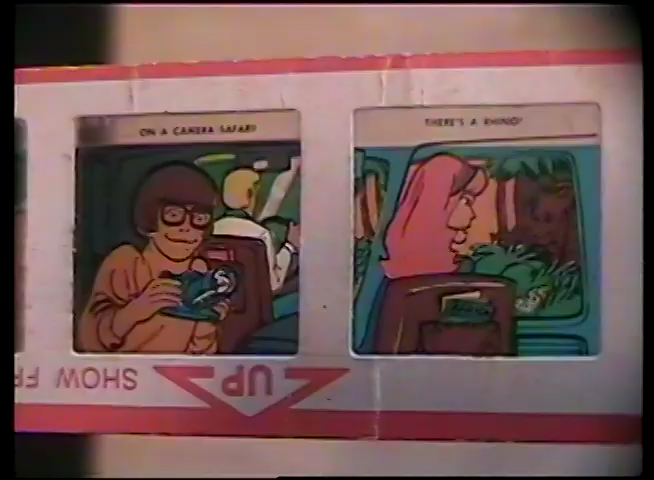 ON A CAMERA SAFARI!
THERE'S A RHINO!
SHOW FR
UP